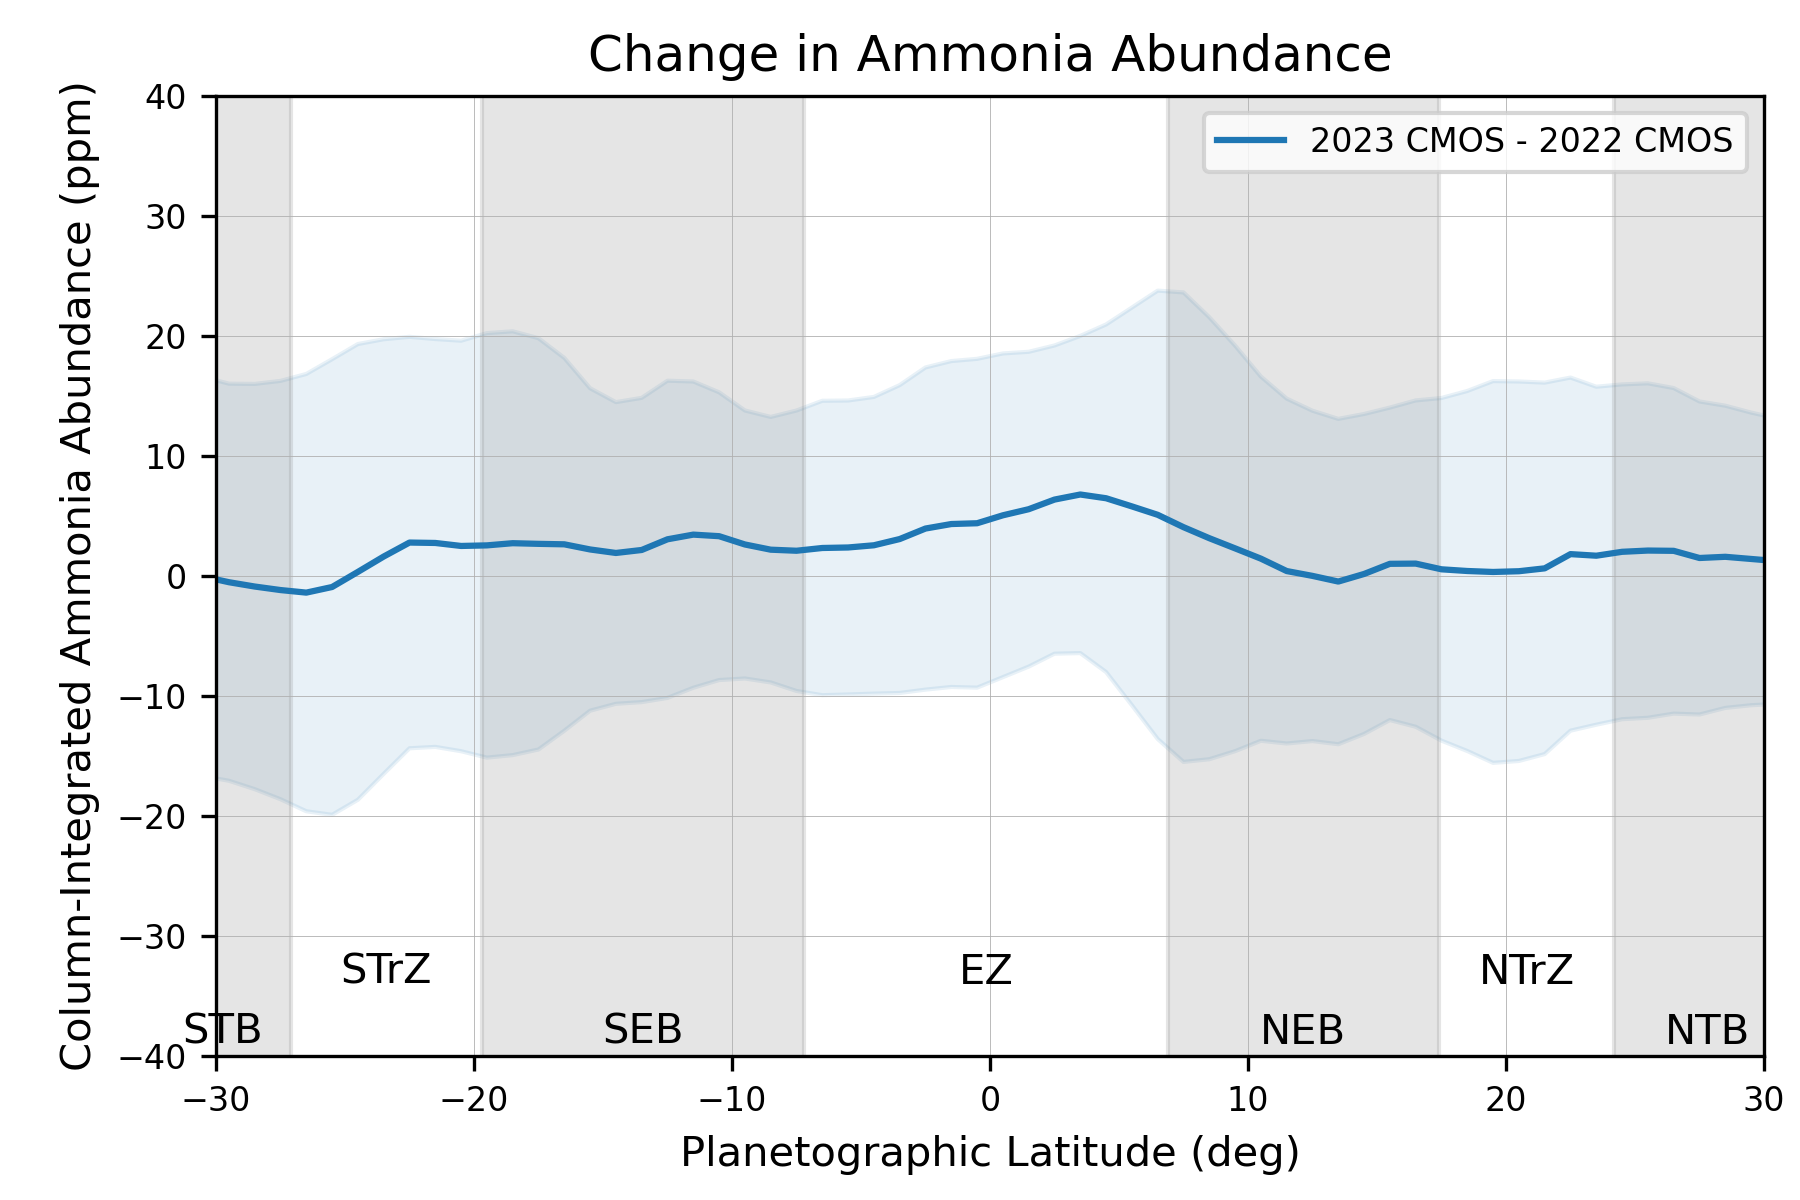 Change in Ammonia Abundance
Column-Integrated Ammonia Abundance (ppm)
40
30
20
10
0
−10
−20
−30
−40
2023 CMOS - 2022 CMOS
STrZ
EZ
NTrZ
STB
SEB
NEB
NTB
−30
−20
−10
0
10
20
30
Planetographic Latitude (deg)